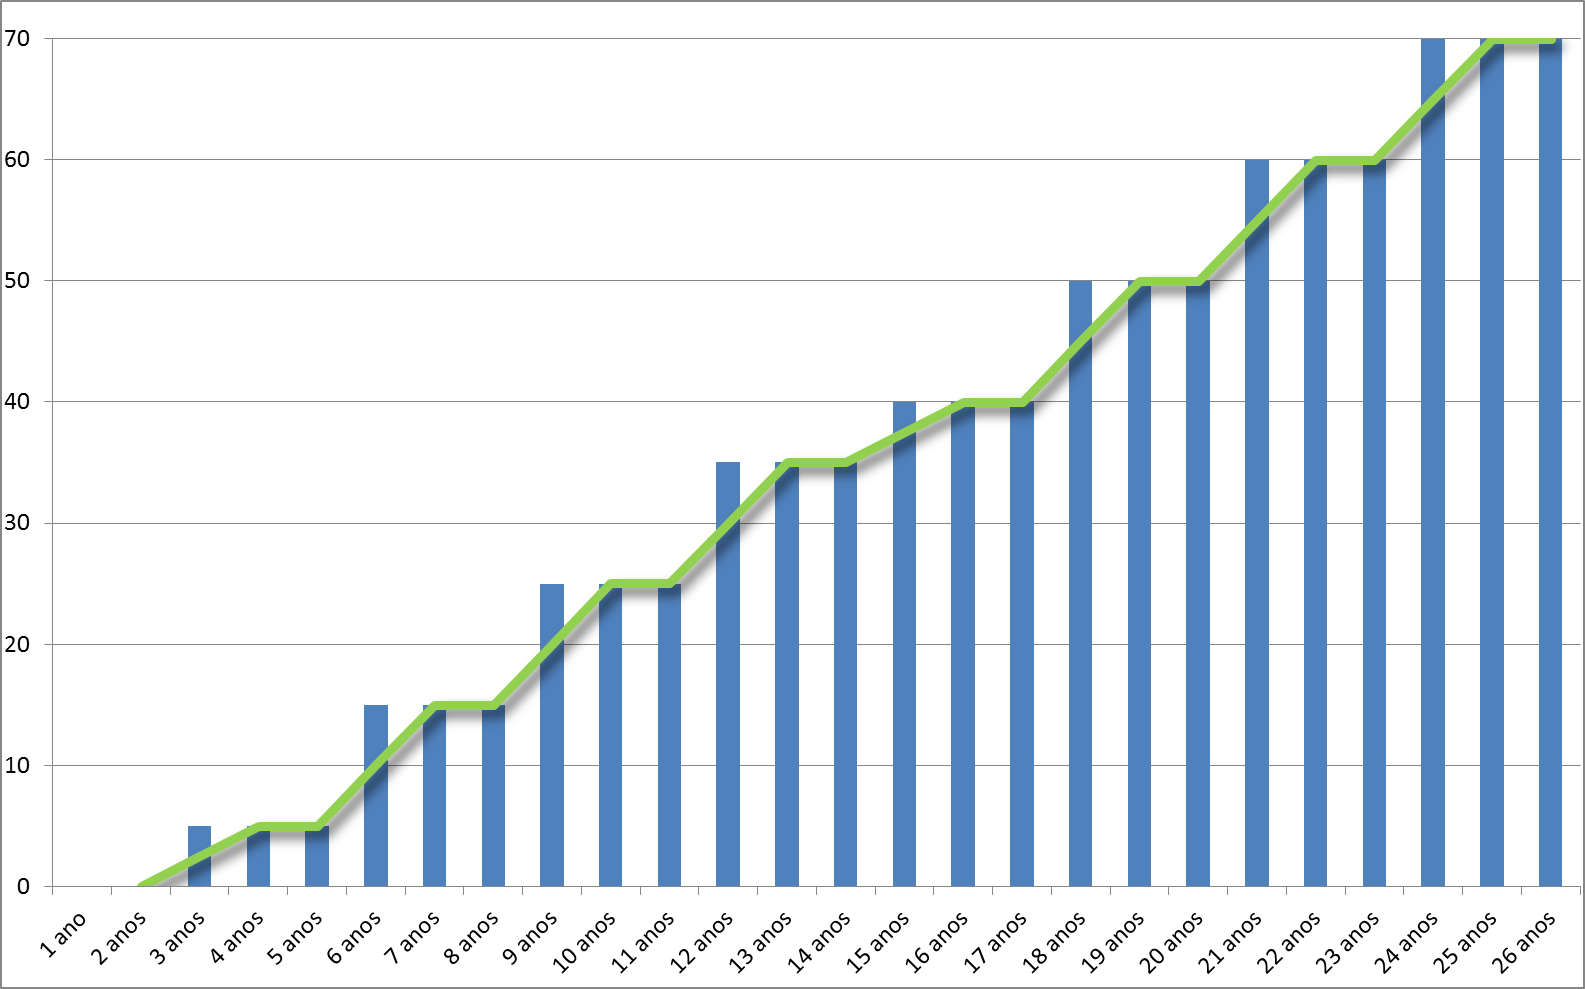 70
60
50
40
30
20
10
0
1 ano
2 anos
3 anos
4 anos
5 anos
6 anos
7 anos
8 anos
9 anos
10 anos
11 anos
12 anos
13 anos
14 anos
15 anos
16 anos
17 anos
18 anos
19 anos
20 anos
21 anos
22 anos
23 anos
24 anos
25 anos
26 anos